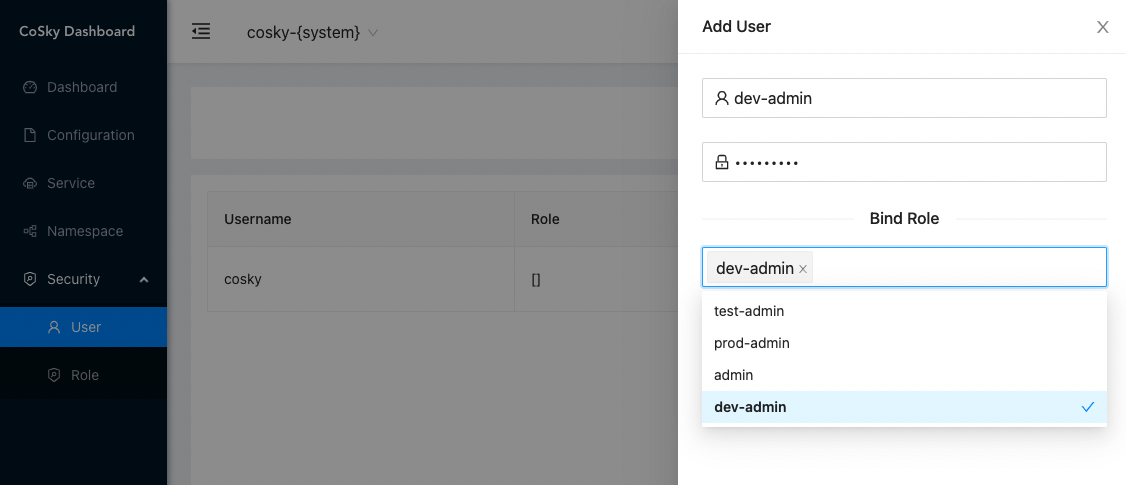 CoSky Dashboard
Dashboard
Configuration
Service
Namespace
Security
User
Role
cosky-{system}
Username Role
cosky []
Add User
dev-admin
•••••••••
Bind Role
dev-admin
test-admin
prod-admin
admin
dev-admin